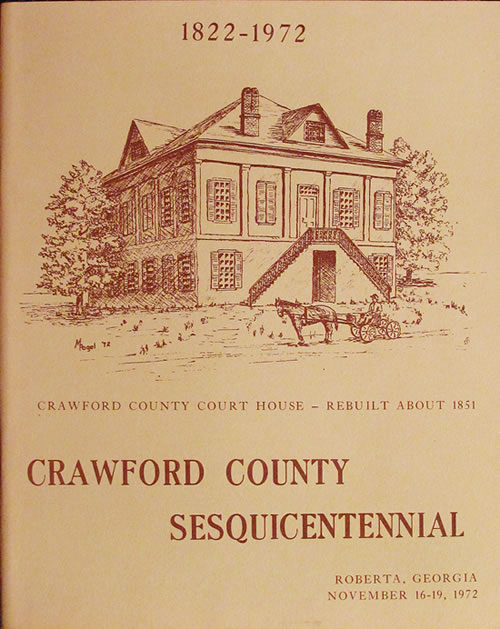 1822-1972
CRAWFORD COUNTY COURT HOUSE – REBUILT ABOUT 1851
CRAWFORD COUNTY
SESQUICENTENNIAL
ROBERTA, GEORGIA
NOVEMBER 16-19, 1972